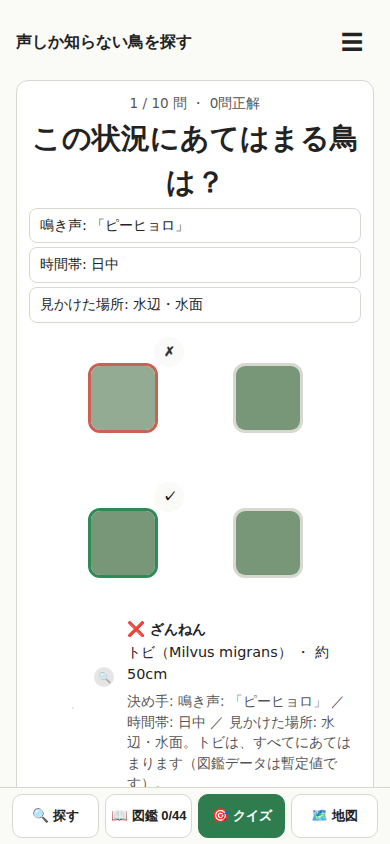 声しか知らない鳥を探す
☰
1 / 10 問 ・ 0問正解
この状況にあてはまる鳥
は？
鳴き声: 「ピーヒョロ」
時間帯: 日中
見かけた場所: 水辺・水面
✗
✓
❌ ざんねん
トビ（Milvus migrans） ・ 約
50cm
決め手: 鳴き声: 「ピーヒョロ」 ／
時間帯: 日中 ／ 見かけた場所: 水
辺・水面。トビは、すべてにあては
まります（図鑑データは暫定値で
す）。
🔍 探す
📖 図鑑 0/44
🎯 クイズ
🗺️ 地図